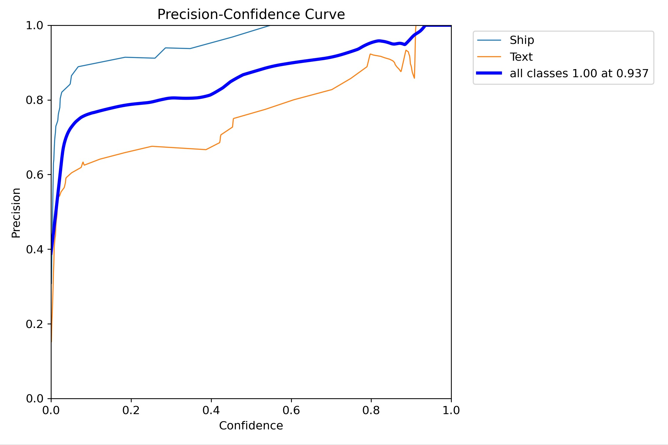 Precision-Confidence Curve
Ship
Text
all classes 1.00 at 0.937
1.0
0.8
0.6
0.4
0.2
0.0
Precision
0.0 0.2 0.4 0.6 0.8 1.0
Confidence